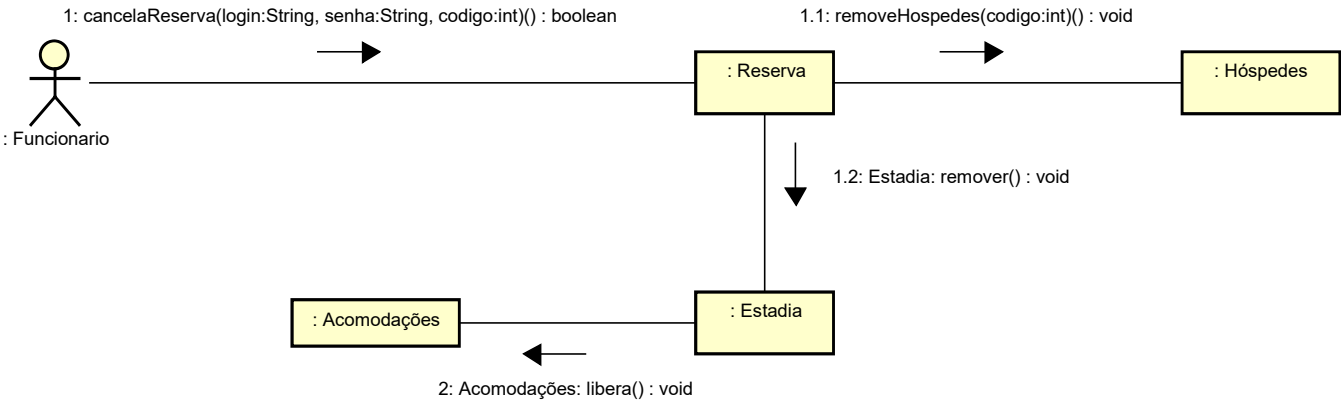 1: cancelaReserva(login:String, senha:String, codigo:int)() : boolean
1.1: removeHospedes(codigo:int)() : void
: Reserva
: Hóspedes
: Funcionario
1.2: Estadia: remover() : void
: Acomodações
: Estadia
2: Acomodações: libera() : void